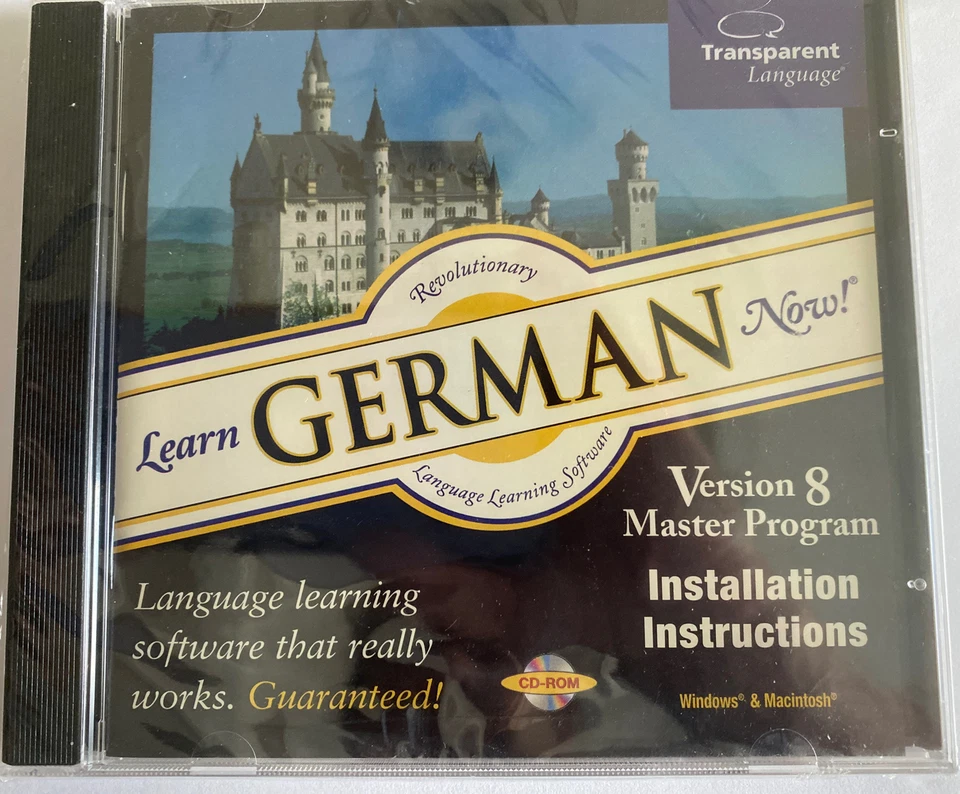 Transparent
Language®
Revolutionary
Learn GERMAN Now!®
Language Learning Software
Version 8
Master Program
Installation
Instructions
Language learning
software that really
works. Guaranteed!
CD-ROM
Windows® & Macintosh®